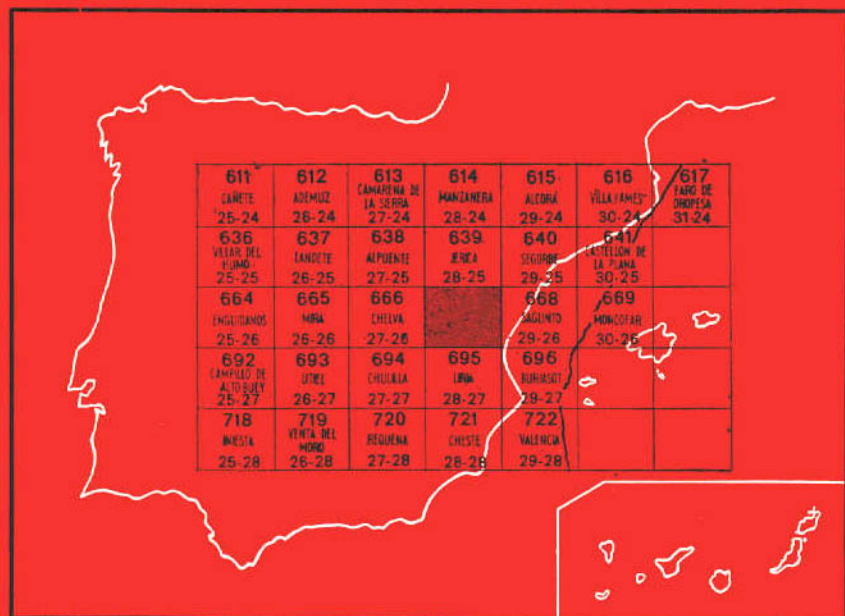 611 612 613 614 615 616 617
CAÑETE ADEMUZ CAMARENA DE LA SIERRA MANZANERA ALCORA VILLAFAMES FARO DE OROPESA
25-24 26-24 27-24 28-24 29-24 30-24 31-24
636 637 638 639 640 641
VILLAR DEL HUMO LANDETE ALPUENTE JERICA SEGORBE CASTELLON DE LA PLANA
25-25 26-25 27-25 28-25 29-25 30-25
664 665 666 668 669
ENGUIDANOS MIRA CHELVA SAGUNTO MONCOFAR
25-26 26-26 27-26 29-26 30-26
692 693 694 695 696
CAMPILLO DE ALTOBUEY UTIEL CHULILLA LIRIA BURJASOT
25-27 26-27 27-27 28-27 29-27
718 719 720 721 722
INIESTA VENTA DEL MORO REQUENA CHESTE VALENCIA
25-28 26-28 27-28 28-28 29-28